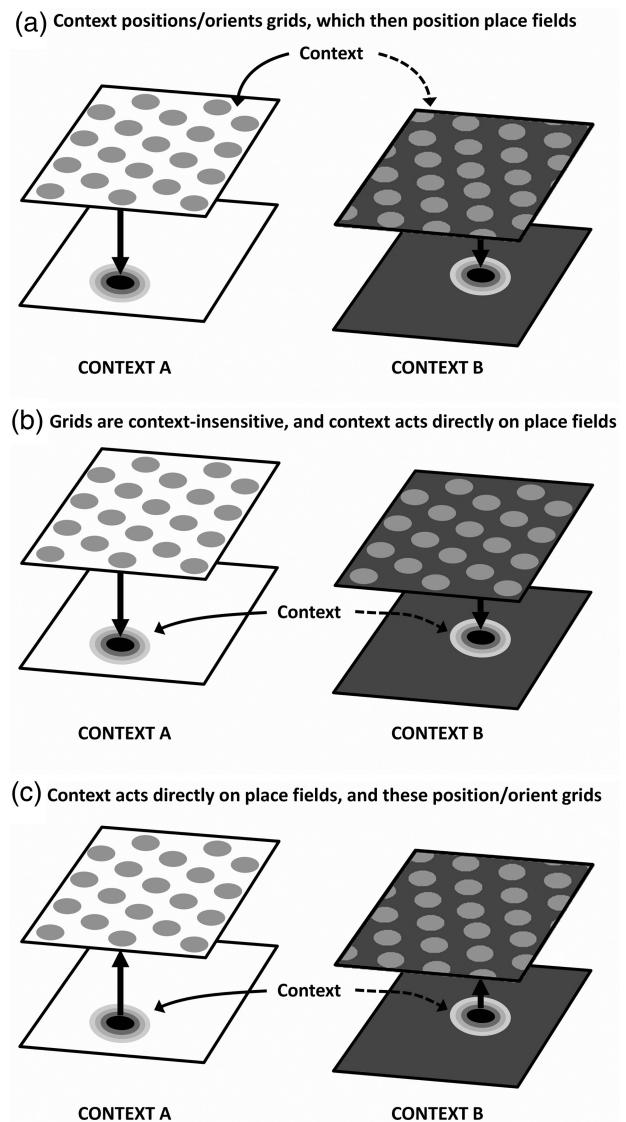 (a) Context positions/orients grids, which then position place fields
Context
CONTEXT A
CONTEXT B
(b) Grids are context-insensitive, and context acts directly on place fields
Context
CONTEXT A
CONTEXT B
(c) Context acts directly on place fields, and these position/orient grids
Context
CONTEXT A
CONTEXT B